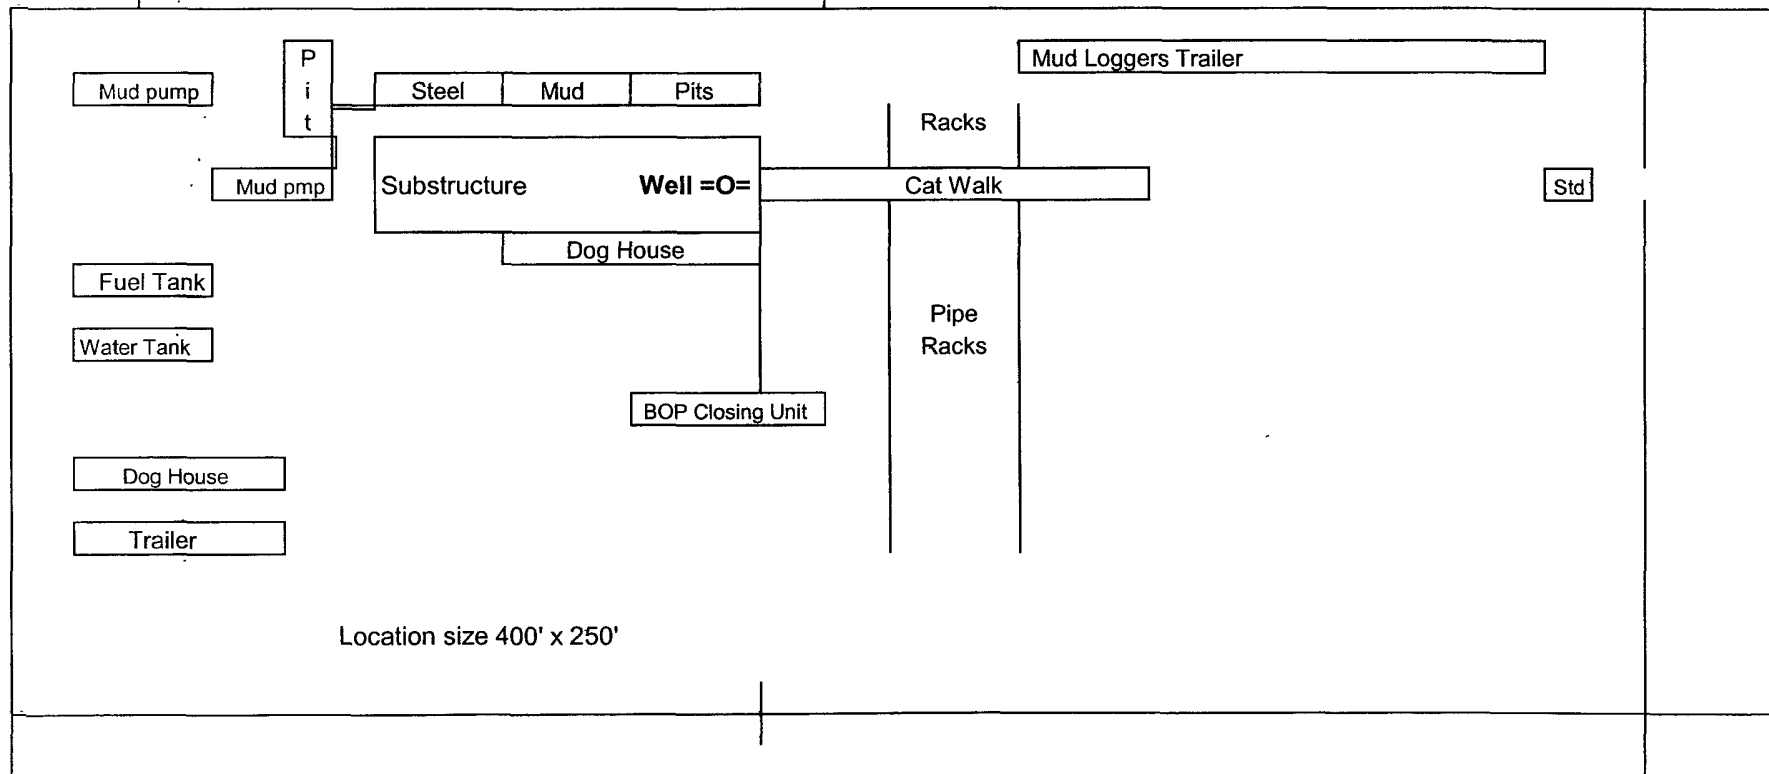 Mud Loggers Trailer
Pit
Mud pump
Steel Mud Pits
Racks
Mud pmp
Substructure
Well =O=
Cat Walk
Std
Dog House
Fuel Tank
Pipe
Racks
Water Tank
BOP Closing Unit
Dog House
Trailer
Location size 400' x 250'